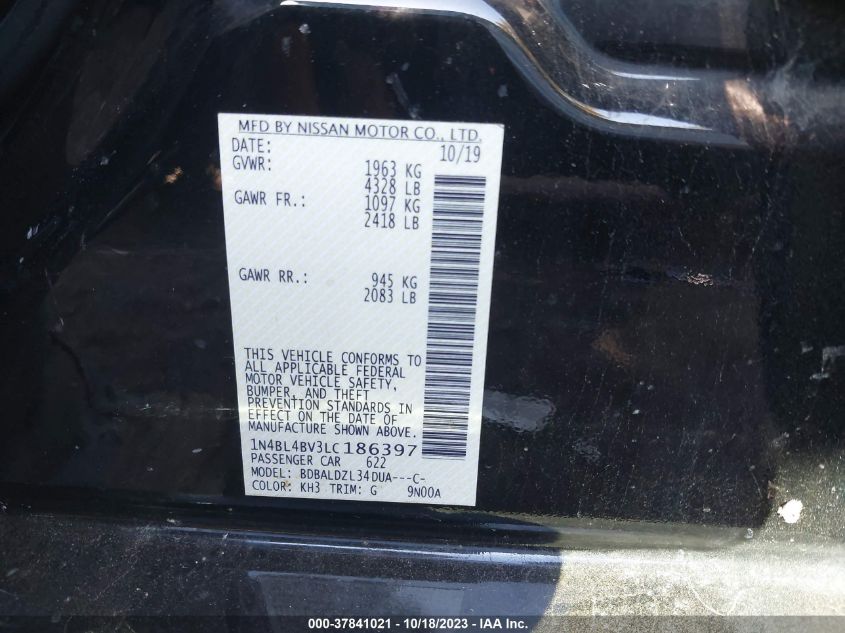 MFD BY NISSAN MOTOR CO., LTD.
DATE: 10/19
GVWR: 1963 KG
4328 LB
GAWR FR.: 1097 KG
2418 LB
GAWR RR.: 945 KG
2083 LB
THIS VEHICLE CONFORMS TO
ALL APPLICABLE FEDERAL
MOTOR VEHICLE SAFETY,
BUMPER, AND THEFT
PREVENTION STANDARDS IN
EFFECT ON THE DATE OF
MANUFACTURE SHOWN ABOVE.
1N4BL4BV3LC186397
PASSENGER CAR 622
MODEL: BDBALDZL34DUA---C-
COLOR: KH3 TRIM: G 9N00A
000-37841021 - 10/18/2023 - IAA Inc.